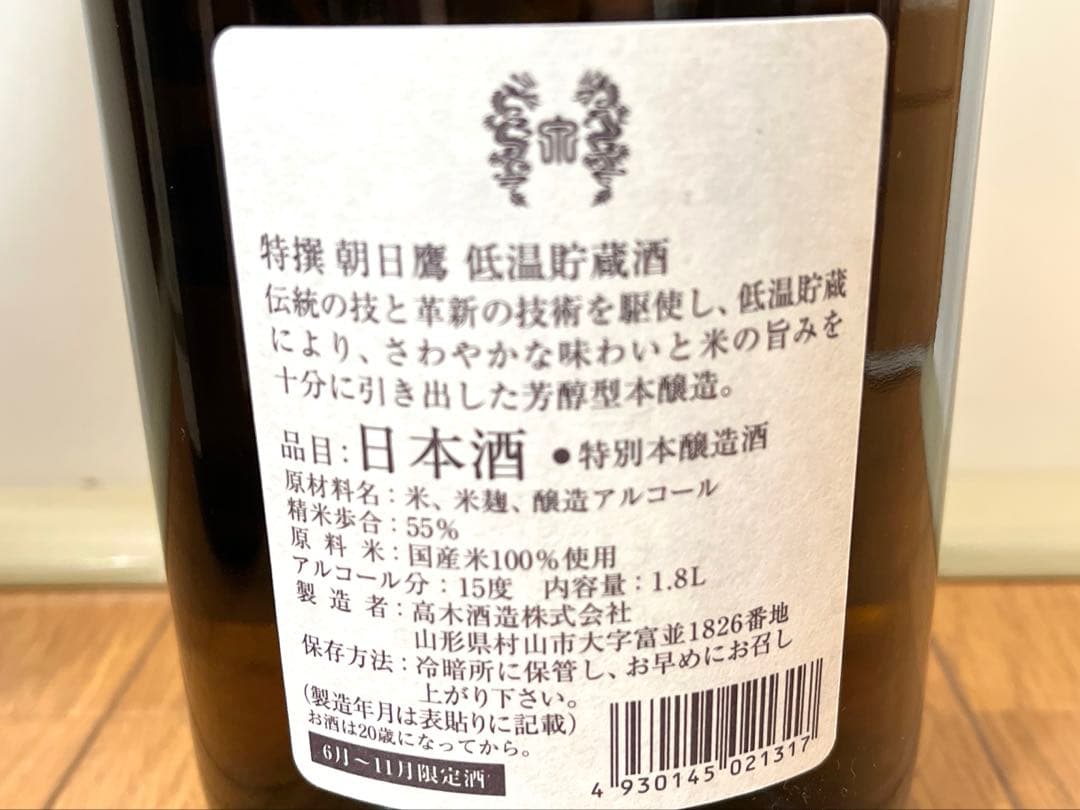 特撰 朝日鷹 低温貯蔵酒
伝統の技と革新の技術を駆使し、低温貯蔵
により、さわやかな味わいと米の旨みを
十分に引き出した芳醇型本醸造。
品目：日本酒 ●特別本醸造酒
原材料名：米、米麹、醸造アルコール
精米歩合：55%
原料米：国産米100%使用
アルコール分：15度 内容量：1.8L
製造者：高木酒造株式会社
山形県村山市大字富並1826番地
保存方法：冷暗所に保管し、お早めにお召し
上がり下さい。
(製造年月は表貼りに記載)
お酒は20歳になってから。
6月～11月限定酒
4 930145 021317